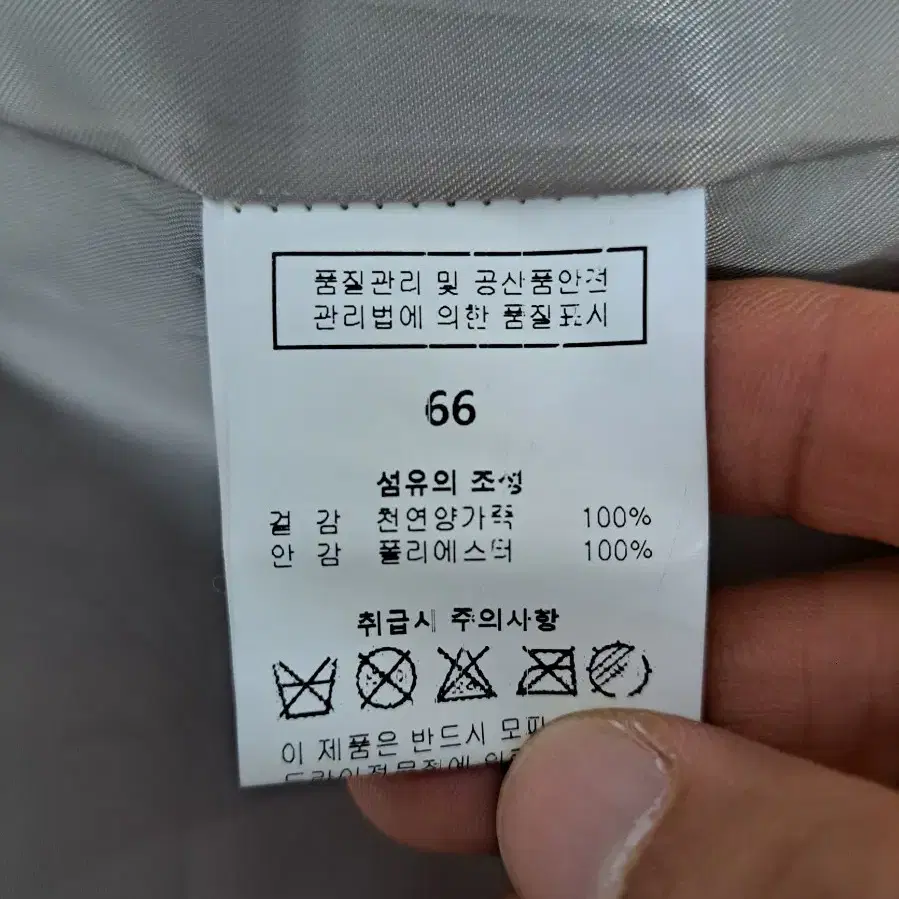 품질관리 및 공산품안전
관리법에 의한 품질표시
66
섬유의 조성
겉 감 천연양가죽 100%
안 감 폴리에스터 100%
취급시 주의사항
이 제품은 반드시 모피